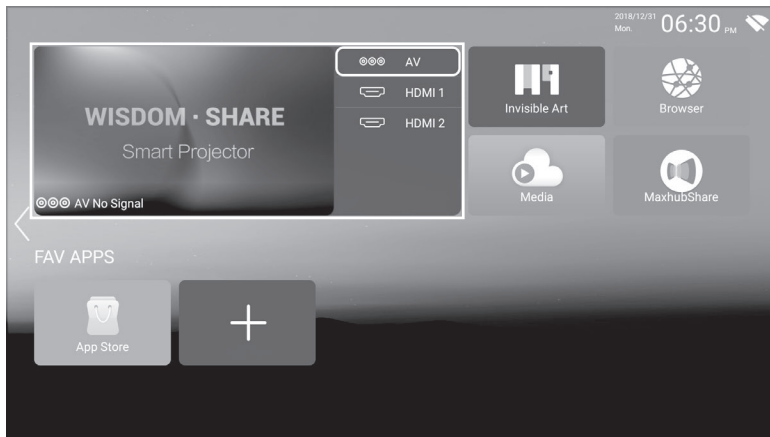 2018/12/31
Mon.
06:30 PM
AV
HDMI 1
HDMI 2
WISDOM · SHARE
Smart Projector
AV No Signal
Invisible Art
Browser
Media
MaxhubShare
FAV APPS
App Store